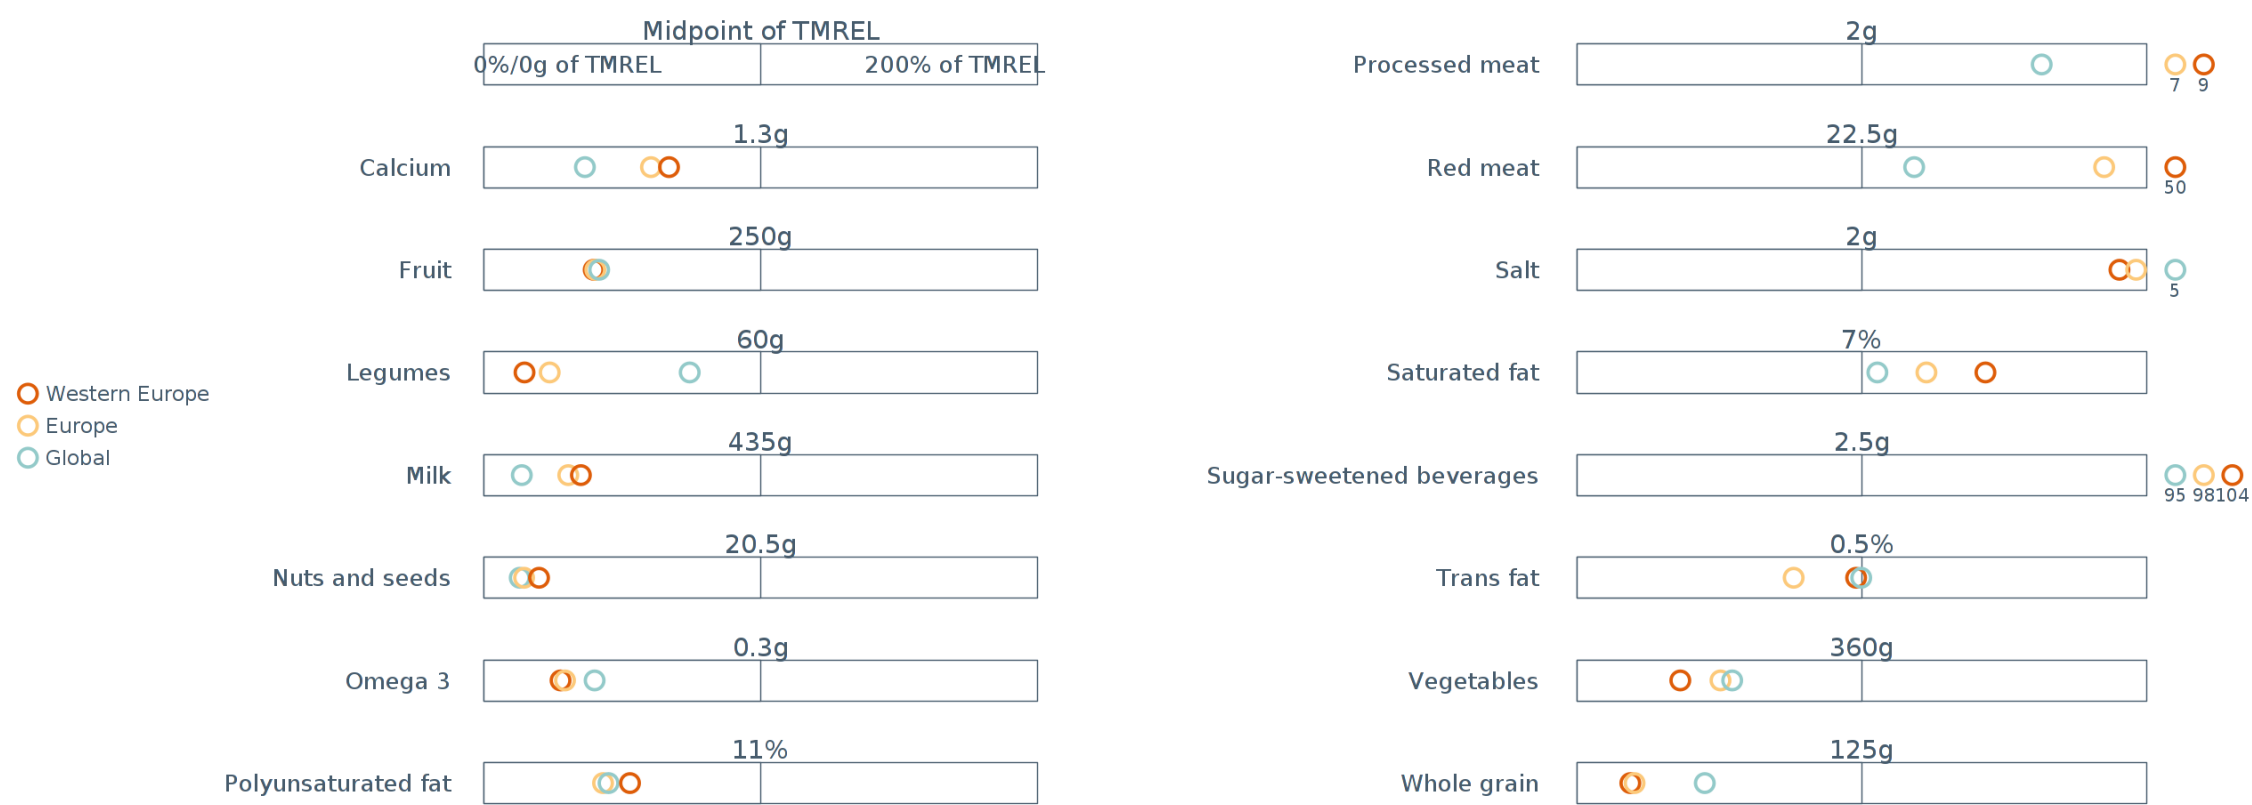 Midpoint of TMREL
0%/0g of TMREL
200% of TMREL
1.3g
Calcium
250g
Fruit
60g
Legumes
435g
Milk
20.5g
Nuts and seeds
0.3g
Omega 3
11%
Polyunsaturated fat
Western Europe
Europe
Global
2g
Processed meat
7 9
22.5g
Red meat
50
2g
Salt
5
7%
Saturated fat
2.5g
Sugar-sweetened beverages
95 98 104
0.5%
Trans fat
360g
Vegetables
125g
Whole grain